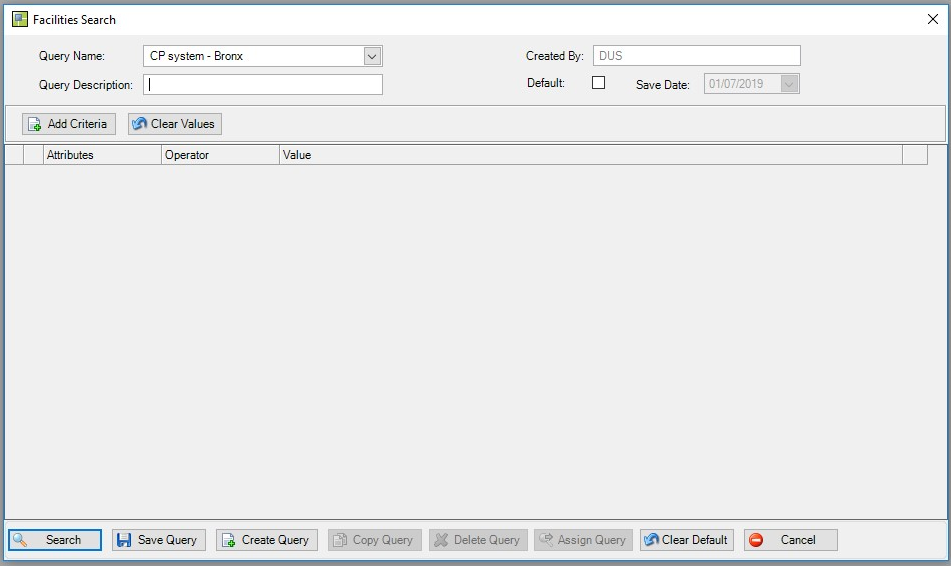 Facilities Search
Query Name: CP system - Bronx Created By: DUS
Query Description: Default: Save Date: 01/07/2019
Add Criteria Clear Values
Attributes Operator Value
Search Save Query Create Query Copy Query Delete Query Assign Query Clear Default Cancel